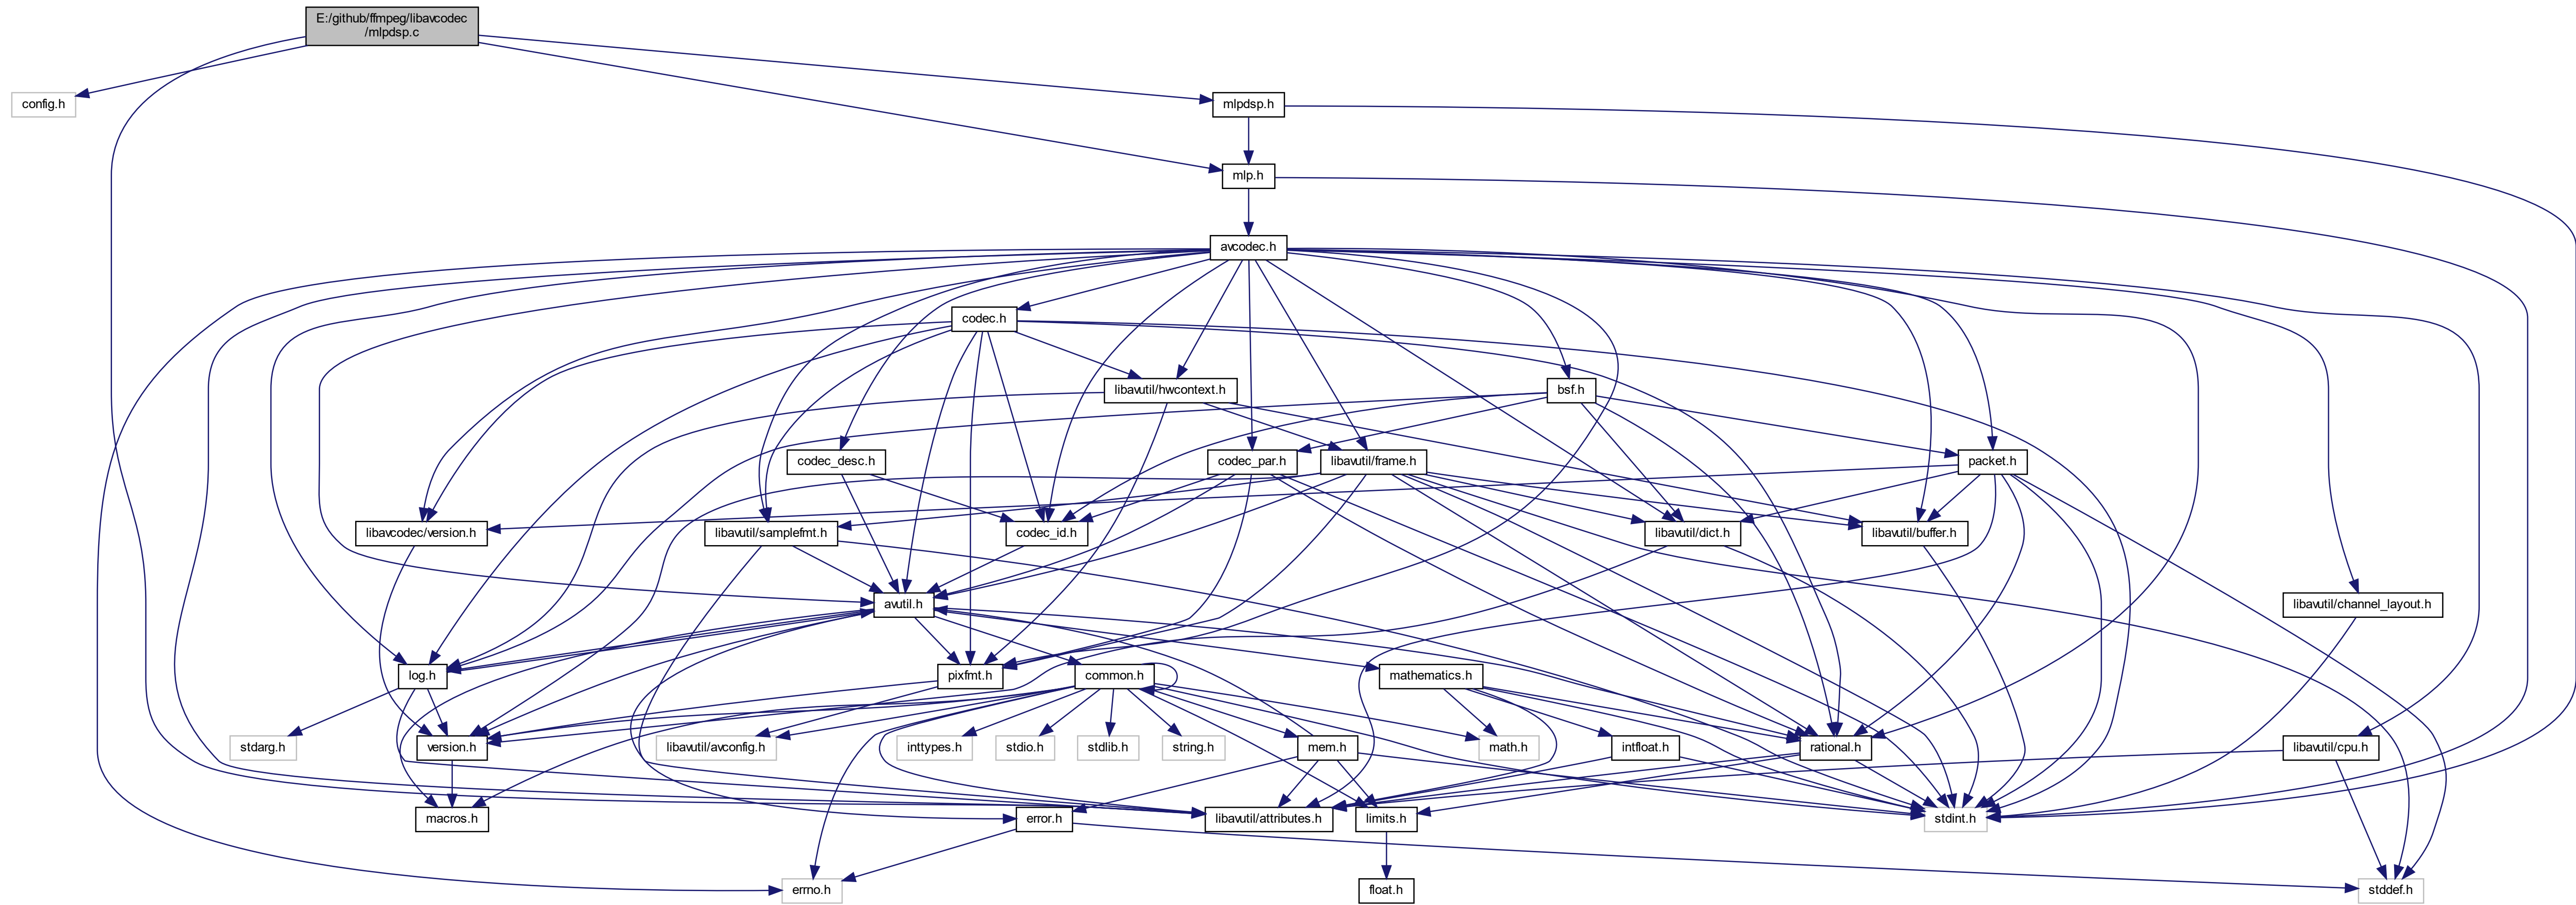 E:/github/ffmpeg/libavcodec
/mlpdsp.c
config.h
mlpdsp.h
mlp.h
avcodec.h
codec.h
libavutil/hwcontext.h
bsf.h
codec_desc.h
codec_par.h
libavutil/frame.h
packet.h
libavcodec/version.h
libavutil/samplefmt.h
codec_id.h
libavutil/dict.h
libavutil/buffer.h
avutil.h
libavutil/channel_layout.h
log.h
pixfmt.h
common.h
mathematics.h
stdarg.h
version.h
libavutil/avconfig.h
inttypes.h
stdio.h
stdlib.h
string.h
mem.h
math.h
intfloat.h
rational.h
libavutil/cpu.h
macros.h
error.h
libavutil/attributes.h
limits.h
stdint.h
errno.h
float.h
stddef.h